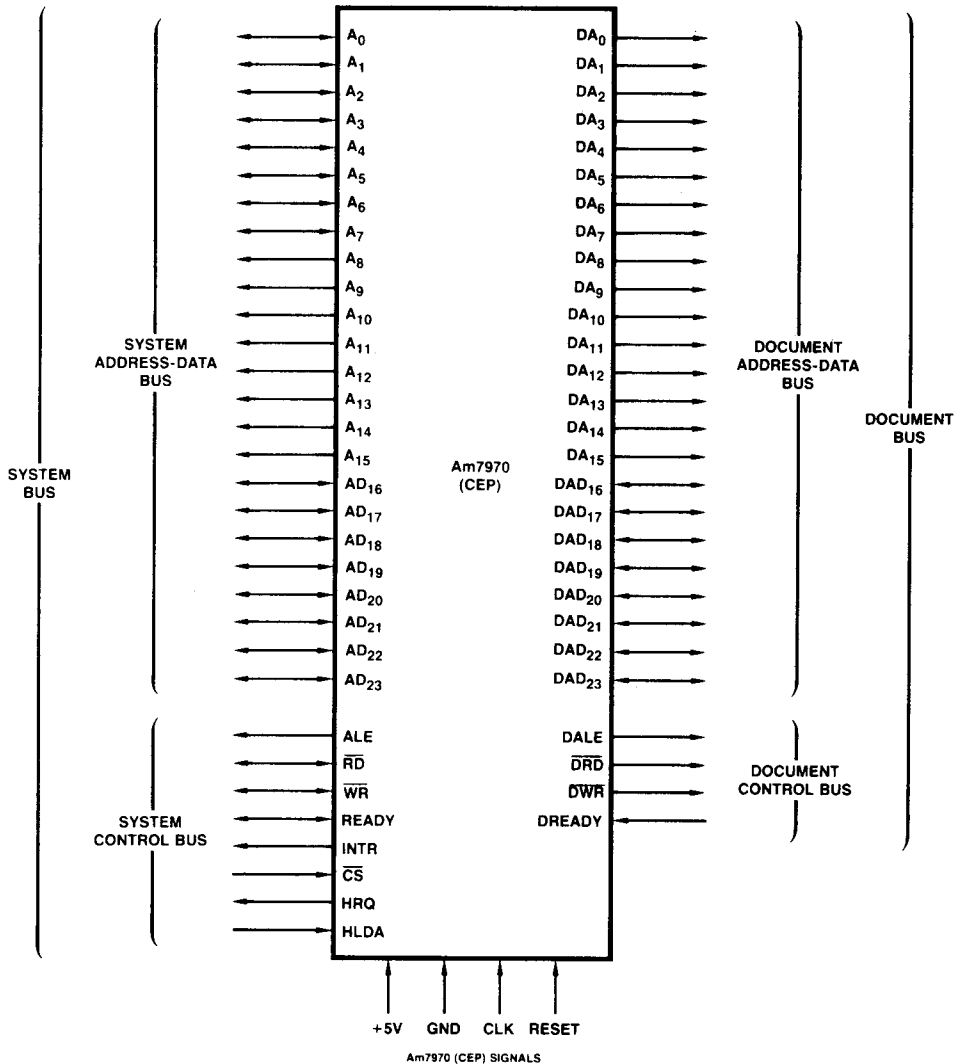 A0 DA0
A1 DA1
A2 DA2
A3 DA3
A4 DA4
A5 DA5
A6 DA6
A7 DA7
A8 DA8
A9 DA9
A10 DA10
A11 DA11
A12 DA12
A13 DA13
A14 DA14
A15 DA15
AD16 DAD16
AD17 DAD17
AD18 DAD18
AD19 DAD19
AD20 DAD20
AD21 DAD21
AD22 DAD22
AD23 DAD23
ALE DALE
RD DRD
WR DWR
READY DREADY
INTR
CS
HRQ
HLDA
SYSTEM
ADDRESS-DATA
BUS
SYSTEM
BUS
SYSTEM
CONTROL BUS
Am7970
(CEP)
DOCUMENT
ADDRESS-DATA
BUS
DOCUMENT
BUS
DOCUMENT
CONTROL BUS
+5V GND CLK RESET
Am7970 (CEP) SIGNALS